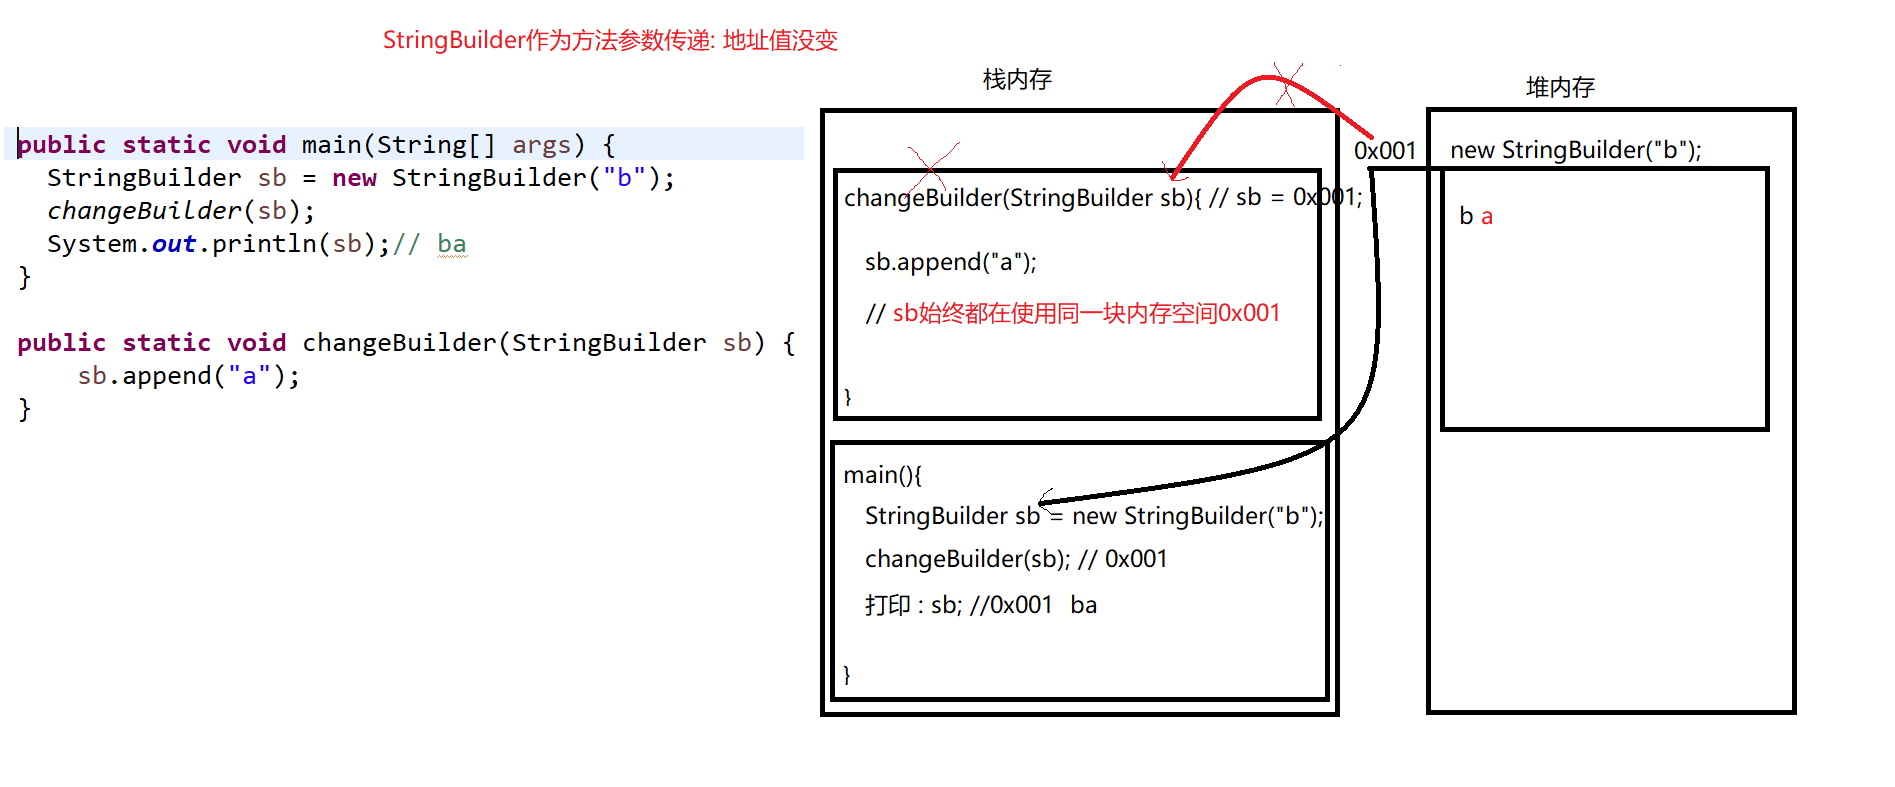 StringBuilder作为方法参数传递: 地址值没变
public static void main(String[] args) {
StringBuilder sb = new StringBuilder("b");
changeBuilder(sb);
System.out.println(sb);// ba
}
public static void changeBuilder(StringBuilder sb) {
sb.append("a");
}
栈内存
changeBuilder(StringBuilder sb){ // sb = 0x001;
sb.append("a");
// sb始终都在使用同一块内存空间0x001
}
main(){
StringBuilder sb = new StringBuilder("b");
changeBuilder(sb); // 0x001
打印 : sb; //0x001 ba
}
堆内存
0x001 new StringBuilder("b");
b a